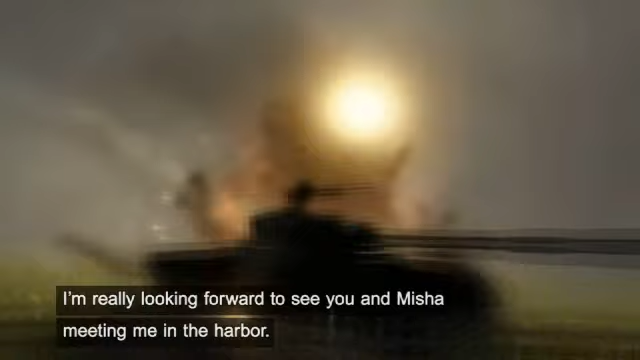 I'm really looking forward to see you and Misha
meeting me in the harbor.